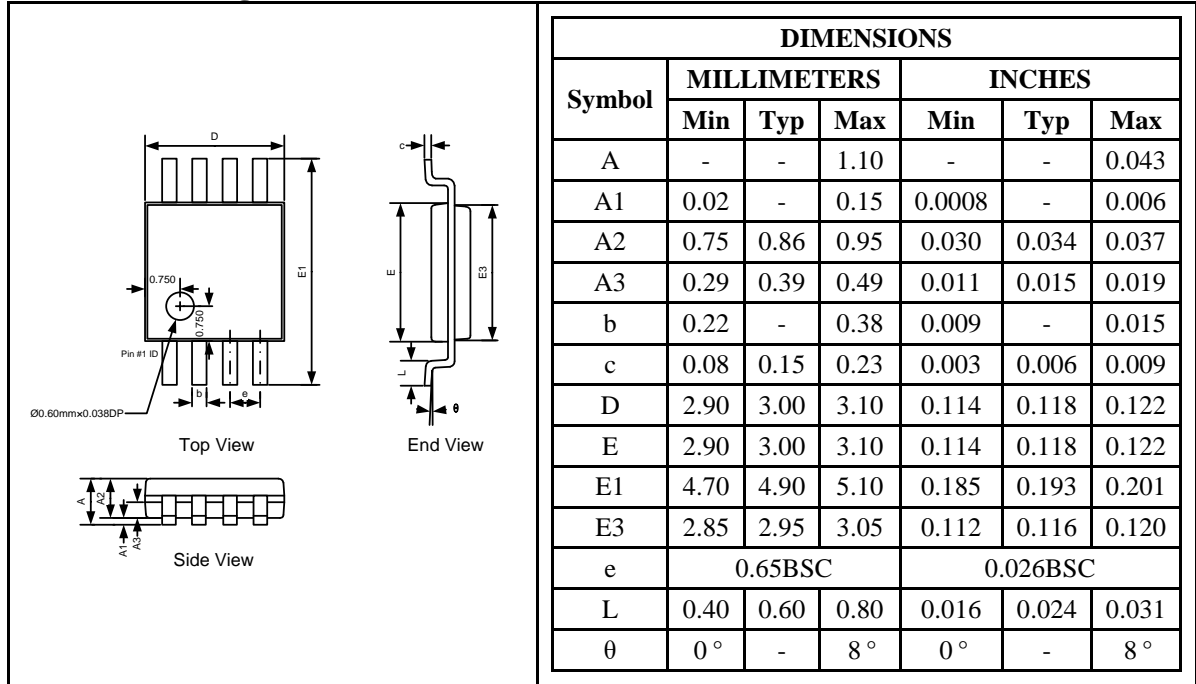 D
c
E1
E
E3
0.750
0.750
Pin #1 ID
L
b
e
θ
Ø0.60mm×0.038DP
Top View
End View
A
A2
A1
A3
Side View
DIMENSIONS
Symbol MILLIMETERS INCHES
Min Typ Max Min Typ Max
A - - 1.10 - - 0.043
A1 0.02 - 0.15 0.0008 - 0.006
A2 0.75 0.86 0.95 0.030 0.034 0.037
A3 0.29 0.39 0.49 0.011 0.015 0.019
b 0.22 - 0.38 0.009 - 0.015
c 0.08 0.15 0.23 0.003 0.006 0.009
D 2.90 3.00 3.10 0.114 0.118 0.122
E 2.90 3.00 3.10 0.114 0.118 0.122
E1 4.70 4.90 5.10 0.185 0.193 0.201
E3 2.85 2.95 3.05 0.112 0.116 0.120
e 0.65BSC 0.026BSC
L 0.40 0.60 0.80 0.016 0.024 0.031
θ 0° - 8° 0° - 8°